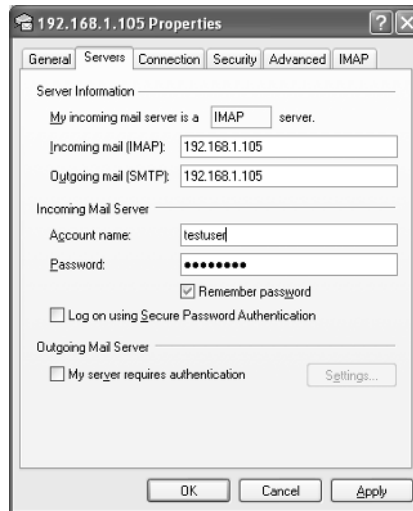 192.168.1.105 Properties
General Servers Connection Security Advanced IMAP
Server Information
My incoming mail server is a IMAP server.
Incoming mail (IMAP): 192.168.1.105
Outgoing mail (SMTP): 192.168.1.105
Incoming Mail Server
Account name: testuser
Password: ●●●●●●●●
Remember password
Log on using Secure Password Authentication
Outgoing Mail Server
My server requires authentication Settings...
OK Cancel Apply